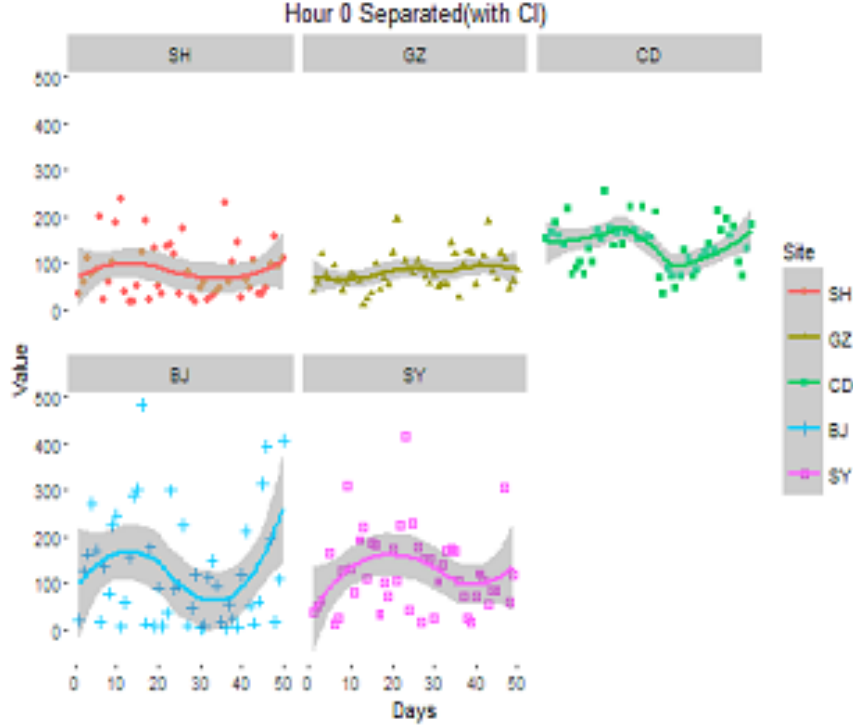 Hour 0 Separated(with CI)
SH GZ CD
500
400
300
200
100
0
Value
BJ SY
500
400
300
200
100
0
0 10 20 30 40 50 0 10 20 30 40 50
Days
Site
SH
GZ
CD
BJ
SY